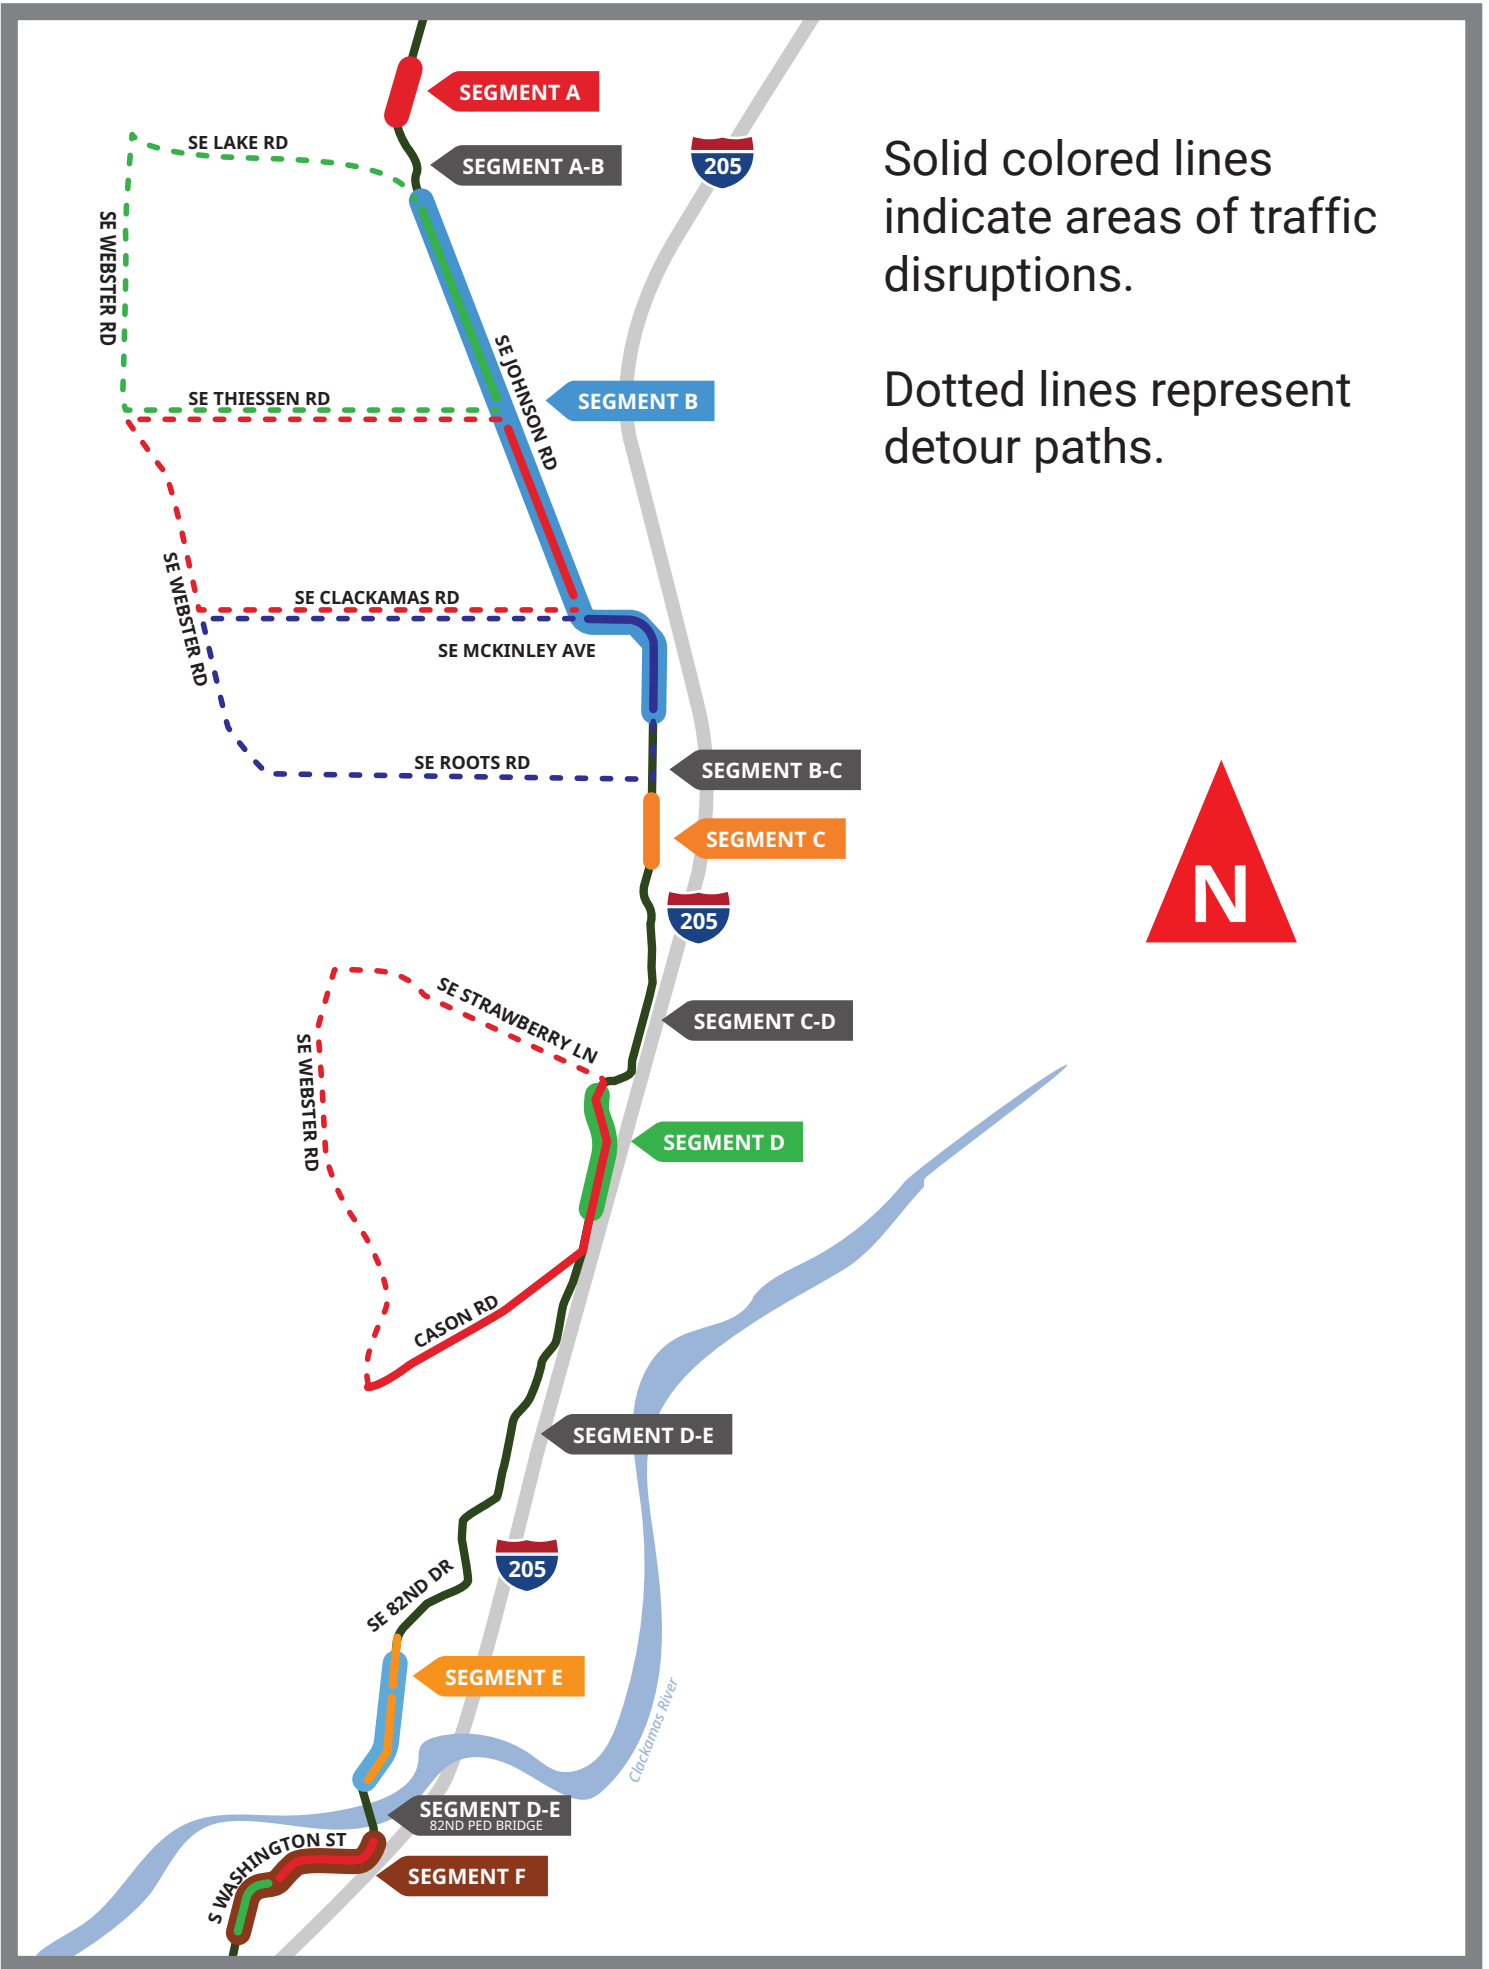 SEGMENT A
SE LAKE RD
SEGMENT A-B
205
Solid colored lines
indicate areas of traffic
disruptions.
SE WEBSTER RD
SE JOHNSON RD
SE THIESSEN RD
SEGMENT B
Dotted lines represent
detour paths.
SE WEBSTER RD
SE CLACKAMAS RD
SE MCKINLEY AVE
SE ROOTS RD
SEGMENT B-C
SEGMENT C
N
205
SE STRAWBERRY LN
SEGMENT C-D
SE WEBSTER RD
SEGMENT D
CASON RD
SEGMENT D-E
205
SE 82ND DR
SEGMENT E
Clackamas River
SEGMENT D-E
82ND PED BRIDGE
S WASHINGTON ST
SEGMENT F